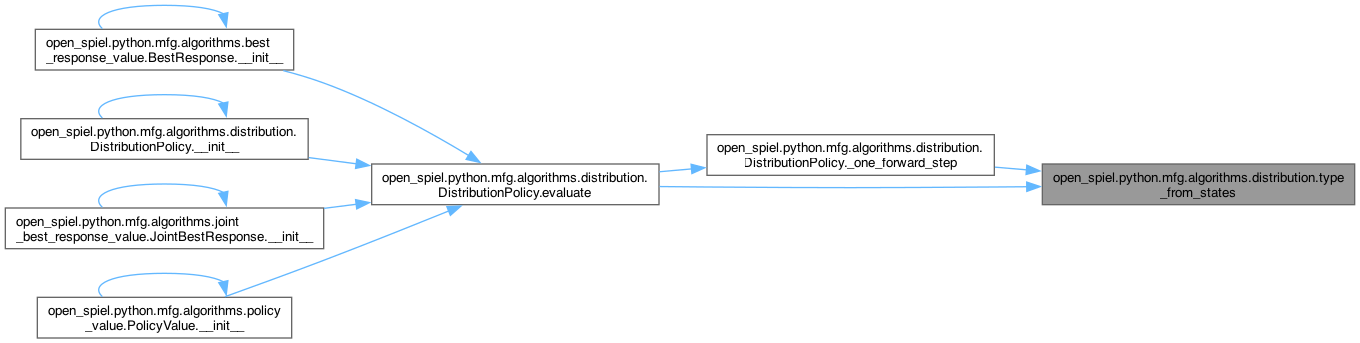 open_spiel.python.mfg.algorithms.best
_response_value.BestResponse.__init__
open_spiel.python.mfg.algorithms.distribution.
DistributionPolicy.__init__
open_spiel.python.mfg.algorithms.joint
_best_response_value.JointBestResponse.__init__
open_spiel.python.mfg.algorithms.policy
_value.PolicyValue.__init__
open_spiel.python.mfg.algorithms.distribution.
DistributionPolicy.evaluate
open_spiel.python.mfg.algorithms.distribution.
DistributionPolicy._one_forward_step
open_spiel.python.mfg.algorithms.distribution.type
_from_states